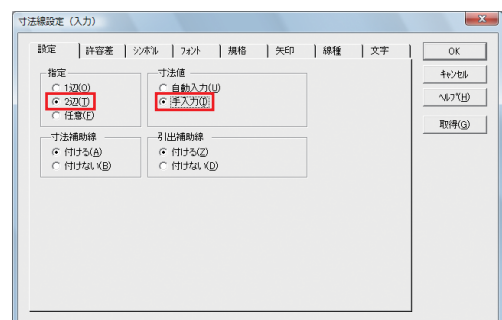 寸法線設定（入力）
設定 許容差 シンボル フォント 規格 矢印 線種 文字
OK
キャンセル
ヘルプ(H)
取得(G)
指定
1辺(O)
2辺(T)
任意(F)
寸法値
自動入力(U)
手入力(I)
寸法補助線
付ける(A)
付けない(B)
引出補助線
付ける(Z)
付けない(D)